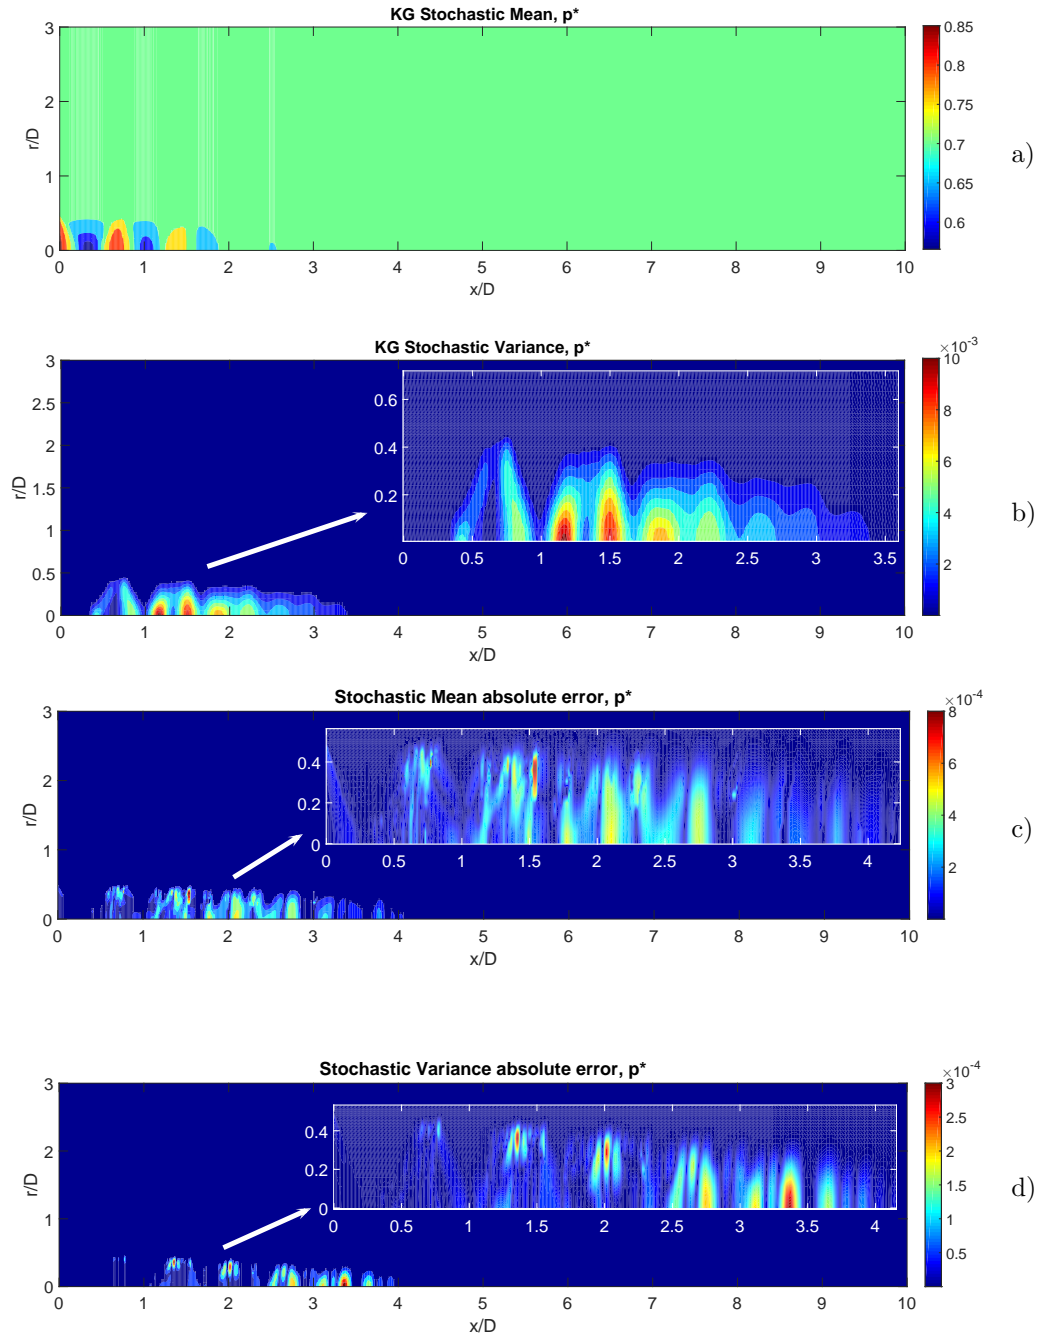 KG Stochastic Mean, p*
3
2
1
0
r/D
0 1 2 3 4 5 6 7 8 9 10
x/D
0.85
0.8
0.75
0.7
0.65
0.6
a)
KG Stochastic Variance, p*
3
2.5
2
1.5
1
0.5
0
r/D
0.6
0.4
0.2
0 0.5 1 1.5 2 2.5 3 3.5
0 1 2 3 4 5 6 7 8 9 10
x/D
×10-3
10
8
6
4
2
b)
Stochastic Mean absolute error, p*
3
2
1
0
r/D
0.4
0.2
0
0 0.5 1 1.5 2 2.5 3 3.5 4
0 1 2 3 4 5 6 7 8 9 10
x/D
×10-4
8
6
4
2
c)
Stochastic Variance absolute error, p*
3
2
1
0
r/D
0.4
0.2
0
0 0.5 1 1.5 2 2.5 3 3.5 4
0 1 2 3 4 5 6 7 8 9 10
x/D
×10-4
3
2.5
2
1.5
1
0.5
d)